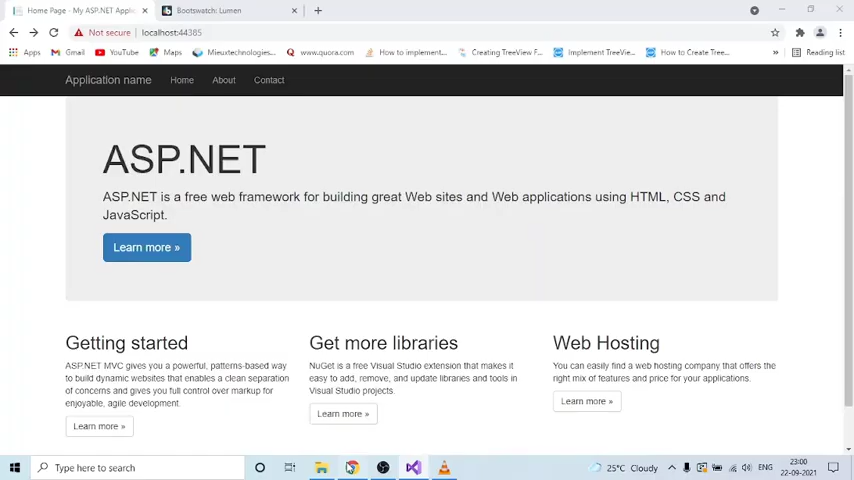 Home Page - My ASP.NET Applic
Bootswatch: Lumen
Not secure
localhost:44385
Apps
Gmail
YouTube
Maps
Mieuxtechnologies...
www.quora.com
How to implement...
Creating TreeView F...
Implement TreeVie...
How to Create Tree...
»
Reading list
Application name
Home
About
Contact
ASP.NET
ASP.NET is a free web framework for building great Web sites and Web applications using HTML, CSS and
JavaScript.
Learn more »
Getting started
ASP.NET MVC gives you a powerful, patterns-based way
to build dynamic websites that enables a clean separation
of concerns and gives you full control over markup for
enjoyable, agile development.
Learn more »
Get more libraries
NuGet is a free Visual Studio extension that makes it
easy to add, remove, and update libraries and tools in
Visual Studio projects.
Learn more »
Web Hosting
You can easily find a web hosting company that offers the
right mix of features and price for your applications.
Learn more »
Type here to search
25°C Cloudy
ENG
23:00
22-09-2021